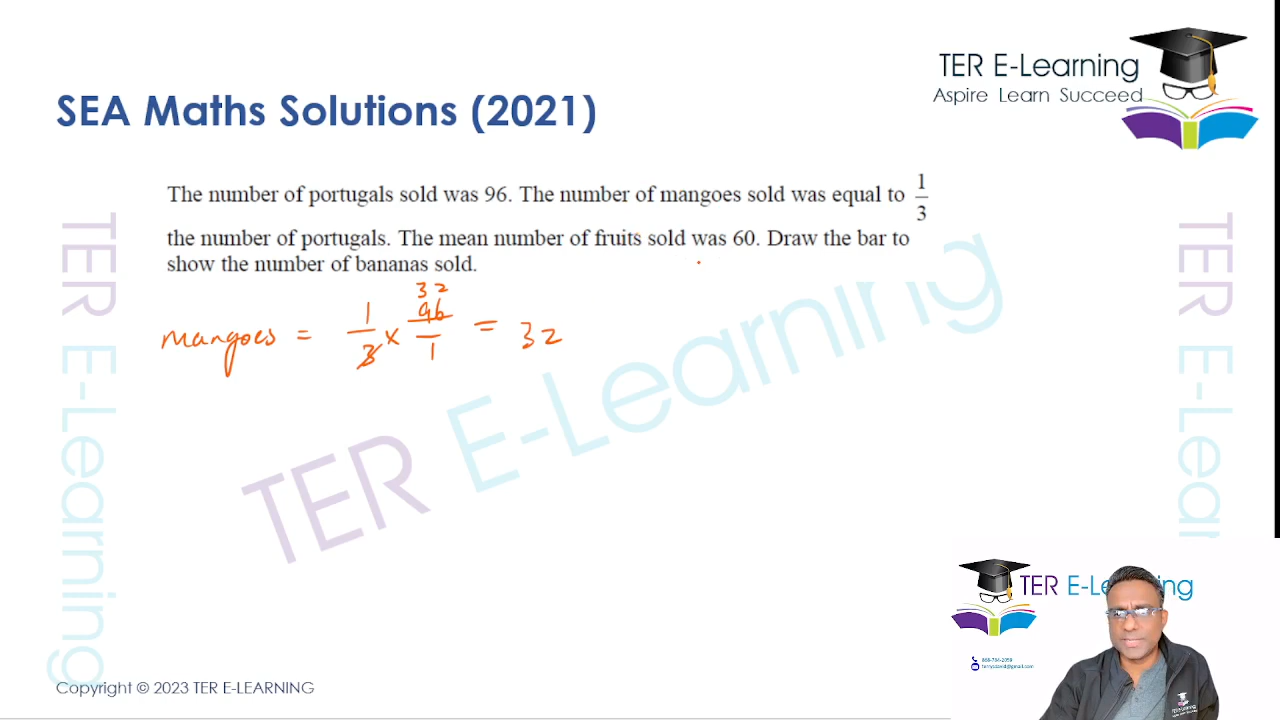 TER E-Learning
Aspire Learn Succeed
SEA Maths Solutions (2021)
The number of portugals sold was 96. The number of mangoes sold was equal to 1/3
the number of portugals. The mean number of fruits sold was 60. Draw the bar to
show the number of bananas sold.
32
mangoes = 1/3 × 96/1 = 32
TER E-Learning
TER E-Learning
TER E-Lear
TER E-Learning
Copyright © 2023 TER E-LEARNING